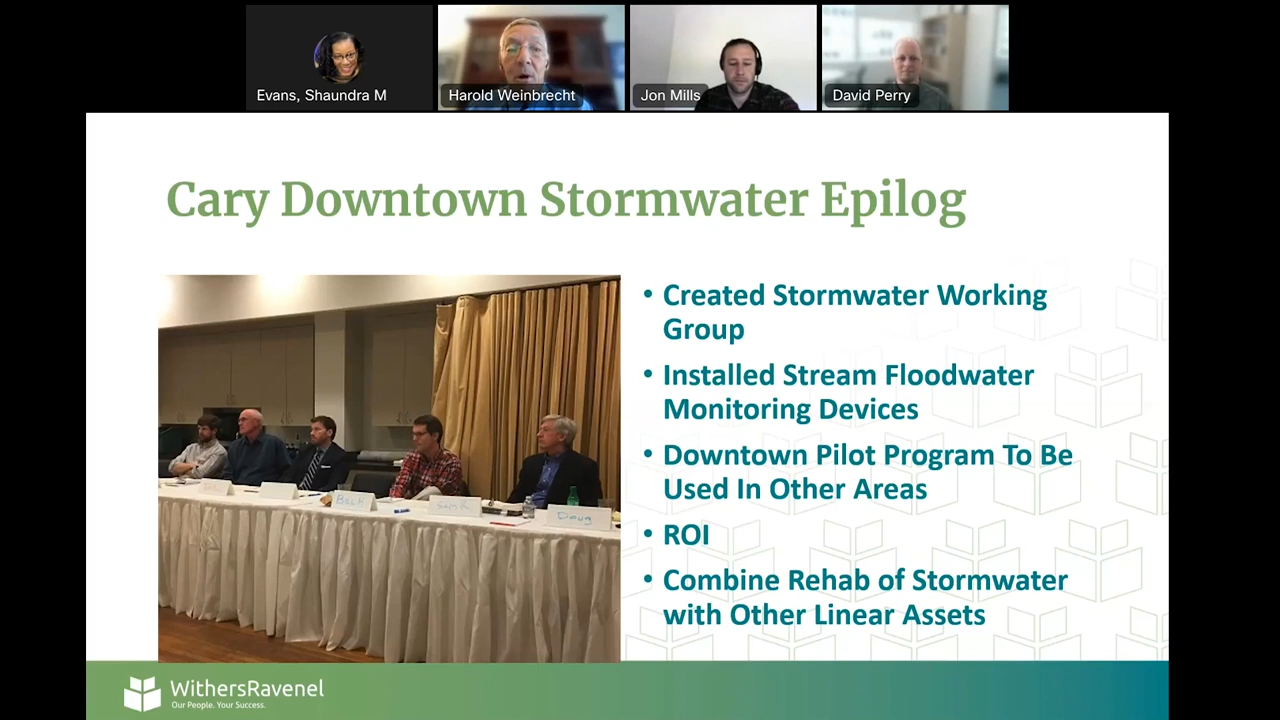 Evans, Shaundra M
Harold Weinbrecht
Jon Mills
David Perry
Cary Downtown Stormwater Epilog
• Created Stormwater Working
Group
• Installed Stream Floodwater
Monitoring Devices
• Downtown Pilot Program To Be
Used In Other Areas
• ROI
• Combine Rehab of Stormwater
with Other Linear Assets
Doug
WithersRavenel
Our People. Your Success.